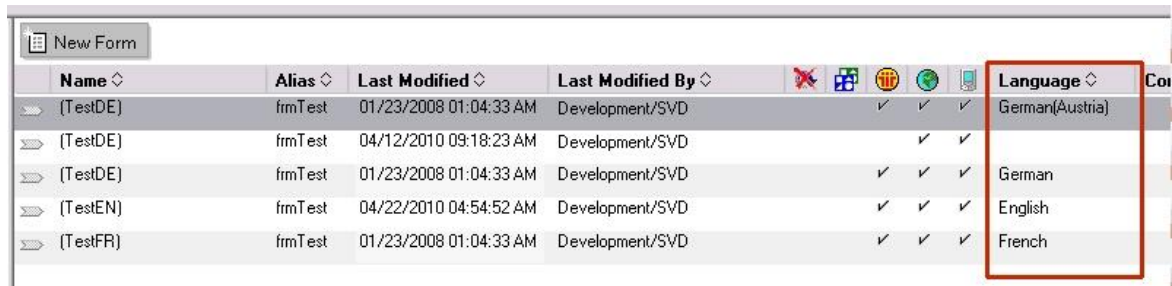 New Form
Name Alias Last Modified Last Modified By Language
(TestDE) frmTest 01/23/2008 01:04:33 AM Development/SVD German(Austria)
(TestDE) frmTest 04/12/2010 09:18:23 AM Development/SVD
(TestDE) frmTest 01/23/2008 01:04:33 AM Development/SVD German
(TestEN) frmTest 04/22/2010 04:54:52 AM Development/SVD English
(TestFR) frmTest 01/23/2008 01:04:33 AM Development/SVD French